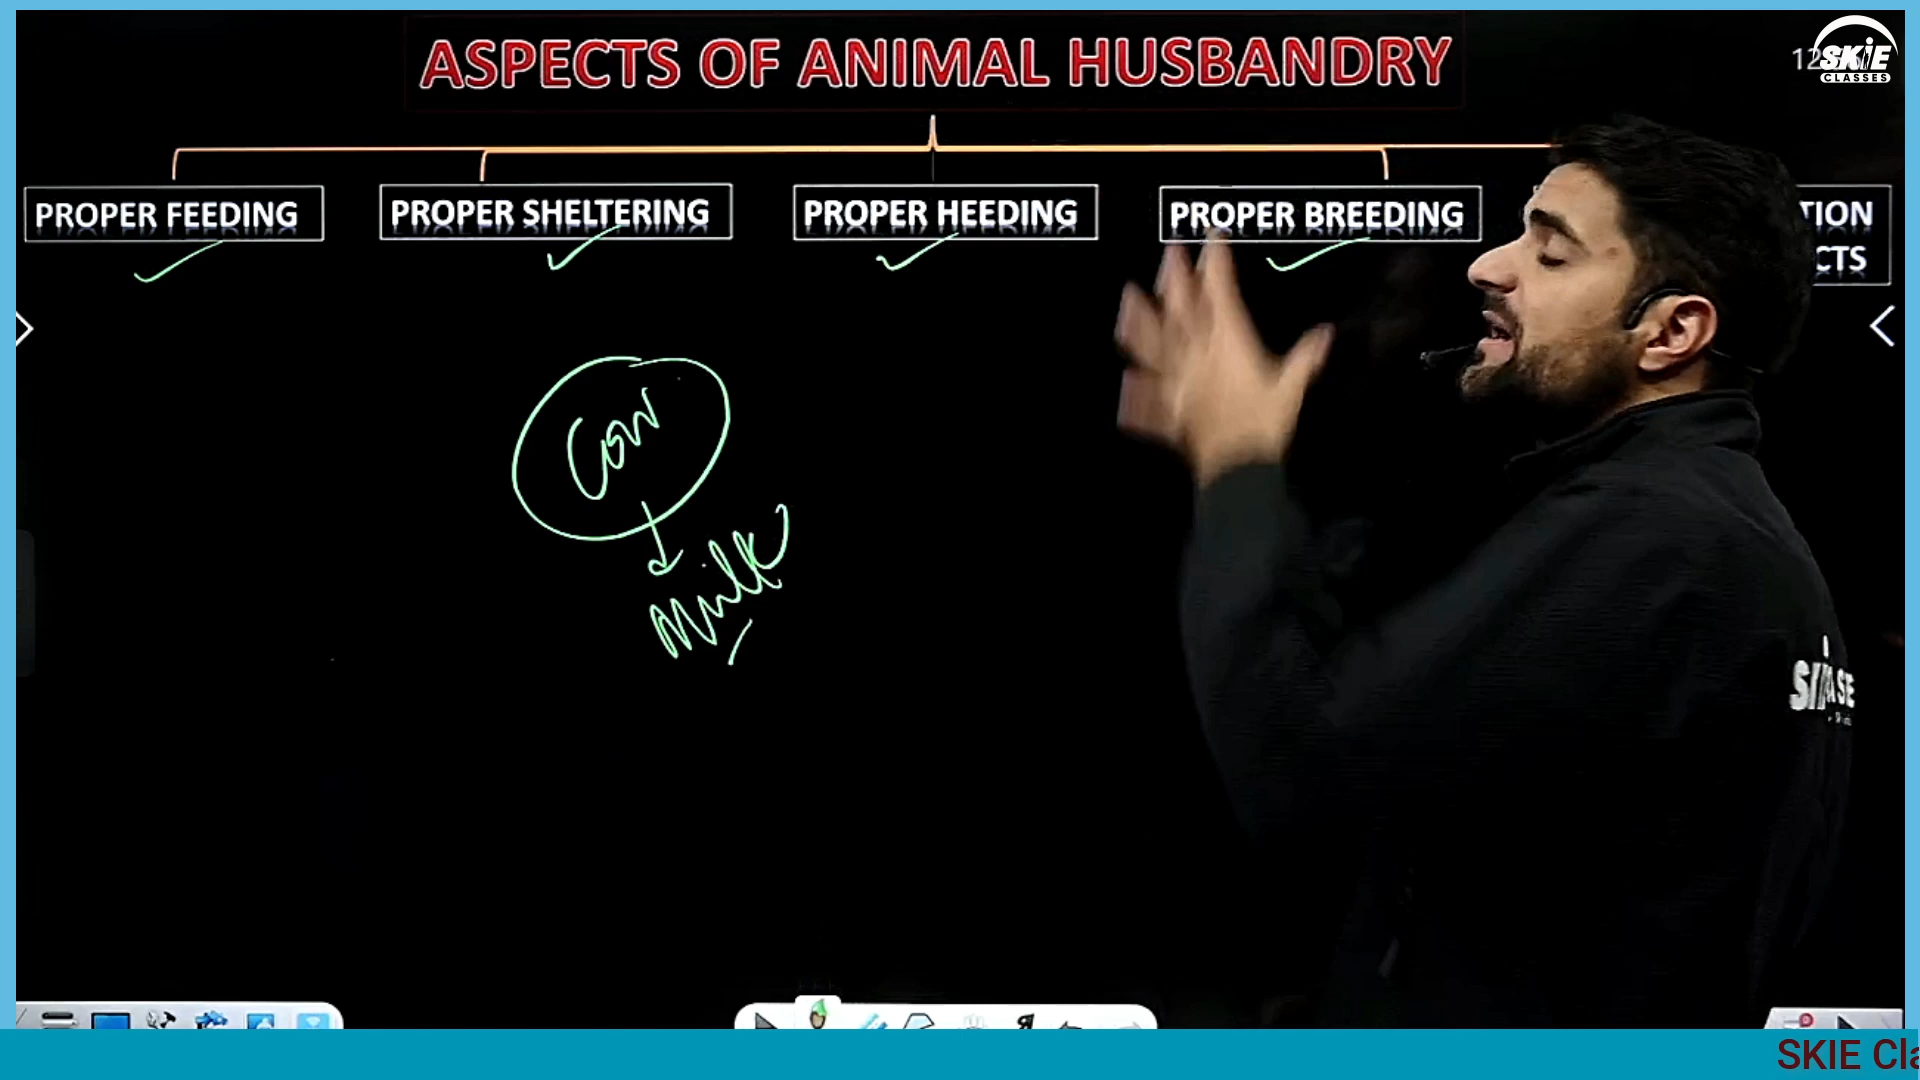 ASPECTS OF ANIMAL HUSBANDRY
SKiE
CLASSES
PROPER FEEDING
PROPER SHELTERING
PROPER HEEDING
PROPER BREEDING
TION
CTS
Cow
Milk
SKIE Cla